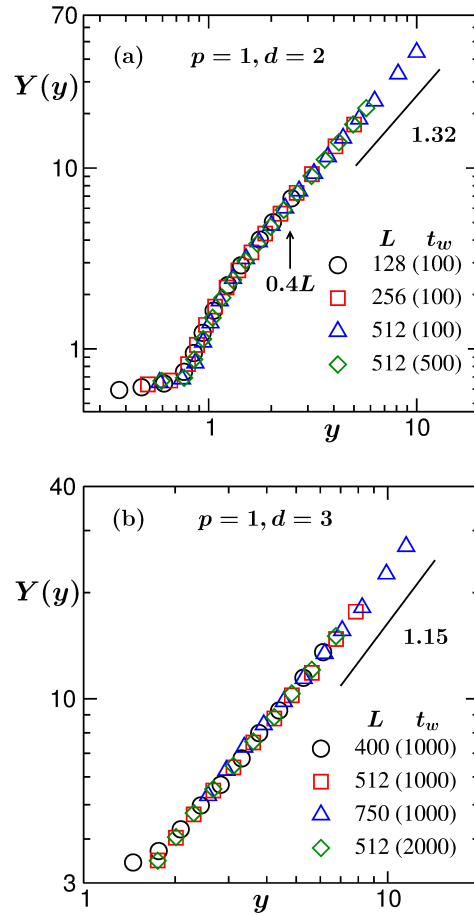 70
(a) p = 1, d = 2
Y(y)
1.32
10
L t_w
0.4L
128 (100)
256 (100)
512 (100)
512 (500)
1
1 10
y
40
(b) p = 1, d = 3
Y(y)
1.15
10
L t_w
400 (1000)
512 (1000)
750 (1000)
512 (2000)
3
1 10
y